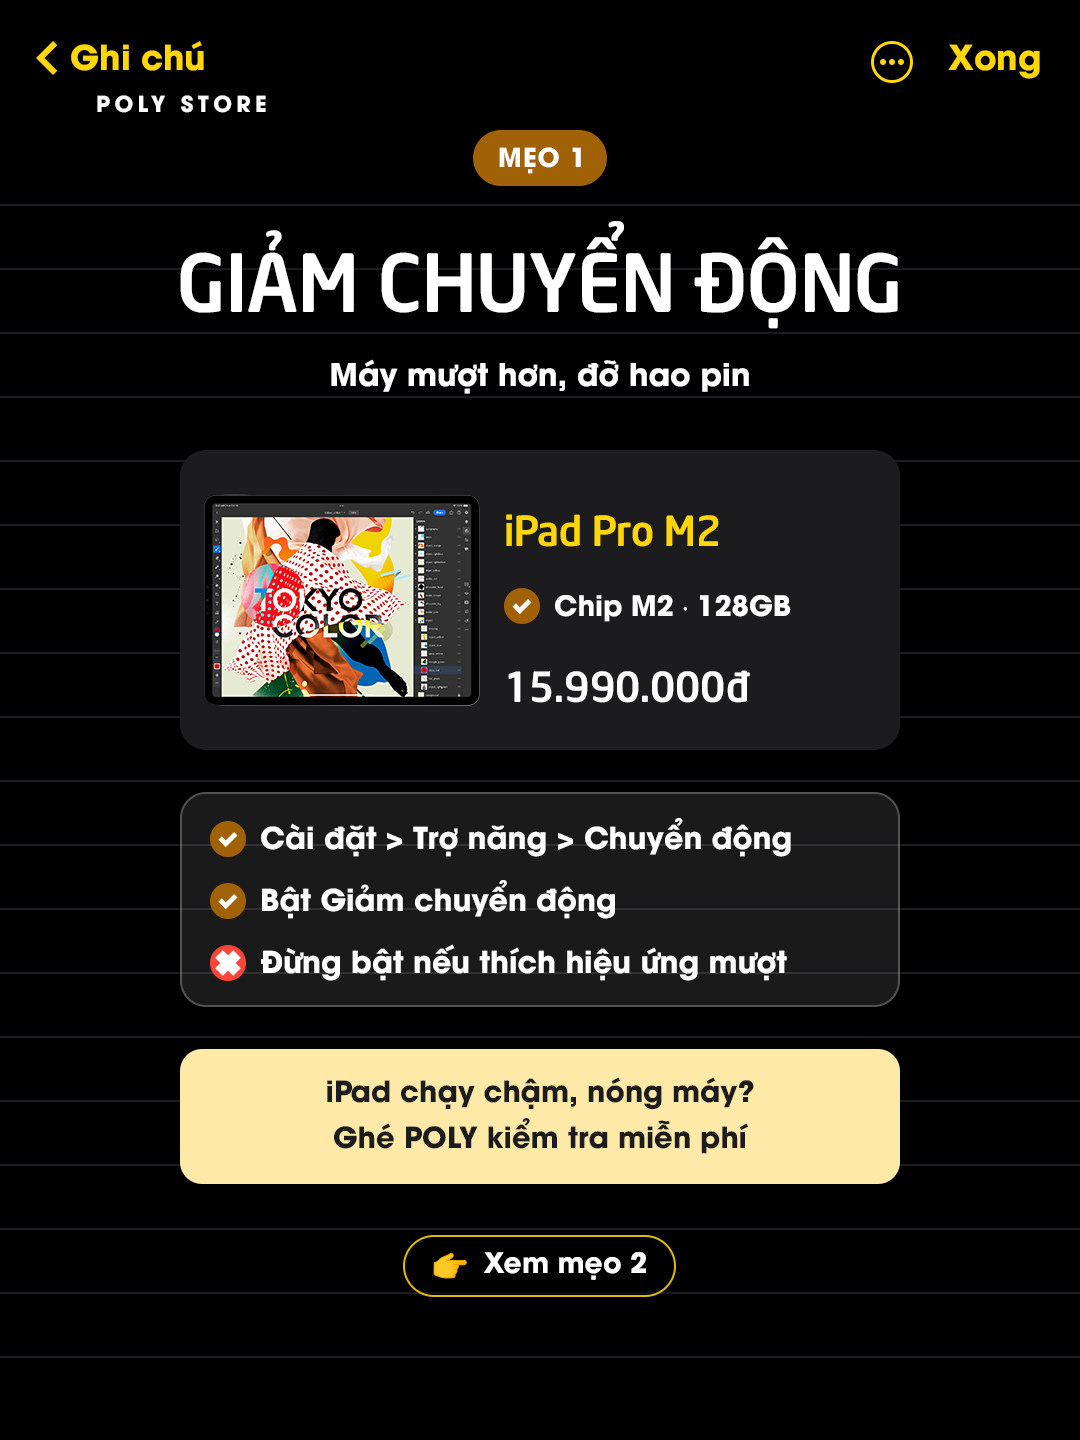 Ghi chú
Xong
POLY STORE
MẸO 1
GIẢM CHUYỂN ĐỘNG
Máy mượt hơn, đỡ hao pin
TOKYO
COLOR
iPad Pro M2
Chip M2 · 128GB
15.990.000đ
Cài đặt > Trợ năng > Chuyển động
Bật Giảm chuyển động
Đừng bật nếu thích hiệu ứng mượt
iPad chạy chậm, nóng máy?
Ghé POLY kiểm tra miễn phí
Xem mẹo 2